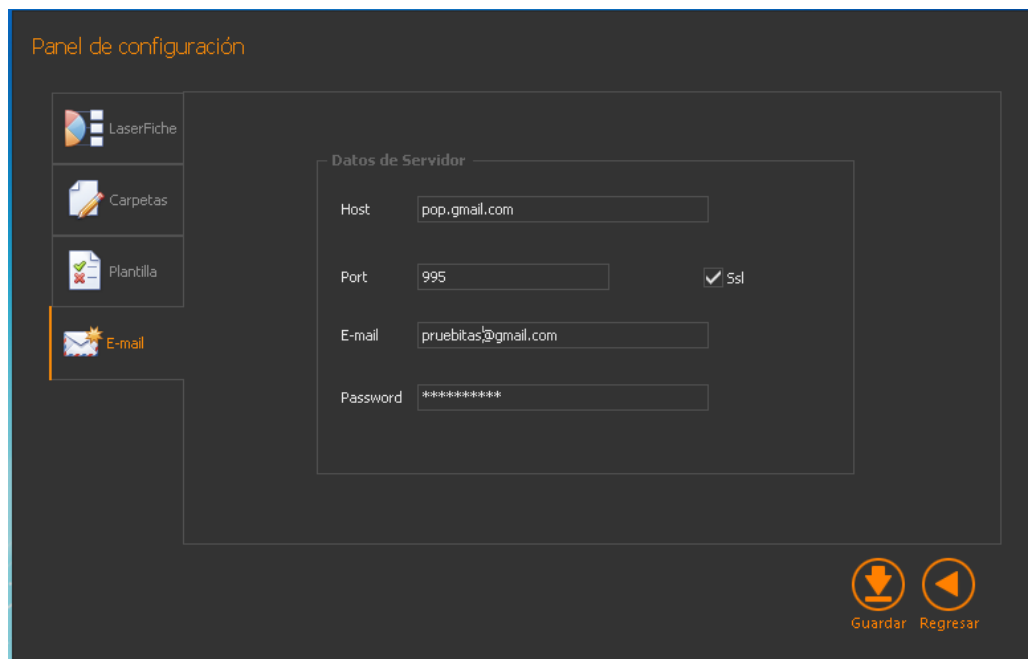 Panel de configuración
LaserFiche
Carpetas
Plantilla
E-mail
Datos de Servidor
Host pop.gmail.com
Port 995 Ssl
E-mail pruebitas@gmail.com
Password **********
Guardar Regresar